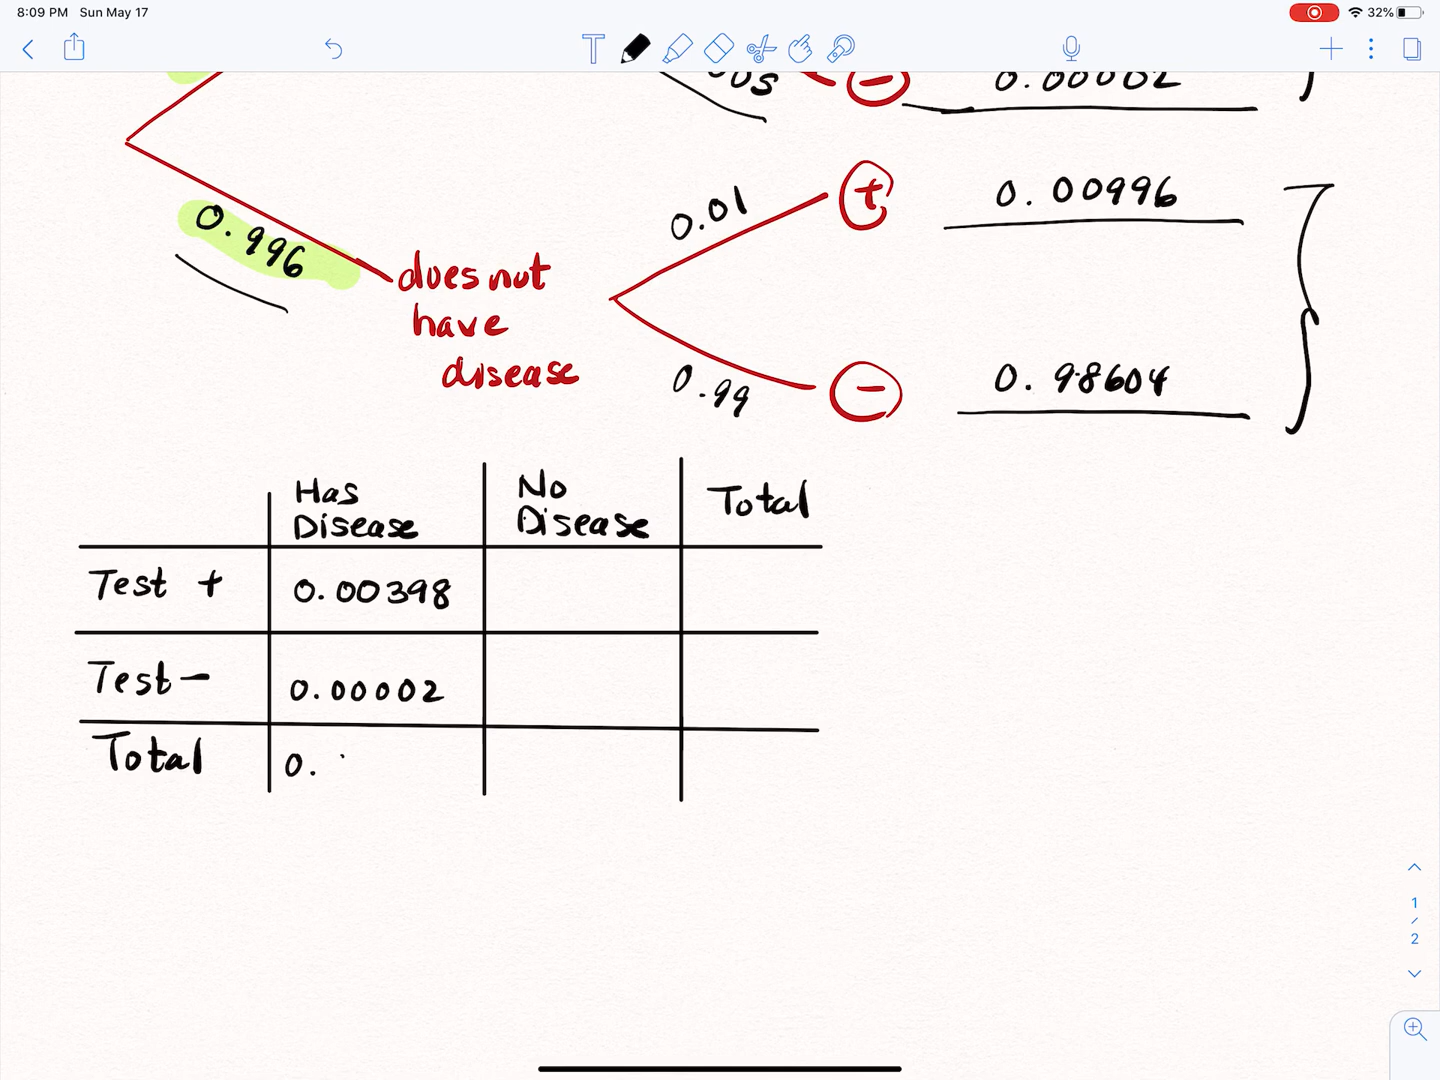 8:09 PM Sun May 17
32%
0.00002
0.01
+
0.00996
0.996
does not
have
disease
0.99
−
0.98604
Has
Disease
No
Disease
Total
Test +
0.00398
Test −
0.00002
Total
0.
1
/
2